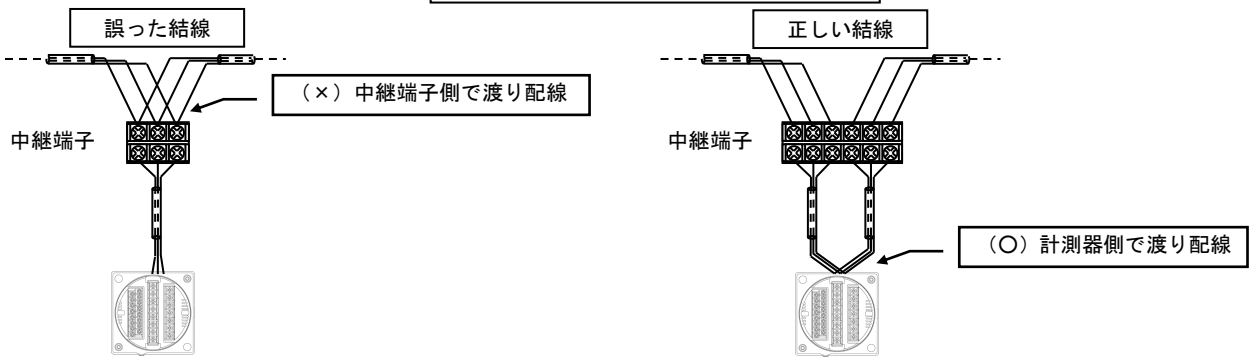 誤った結線
正しい結線
（×）中継端子側で渡り配線
中継端子
中継端子
（○）計測器側で渡り配線